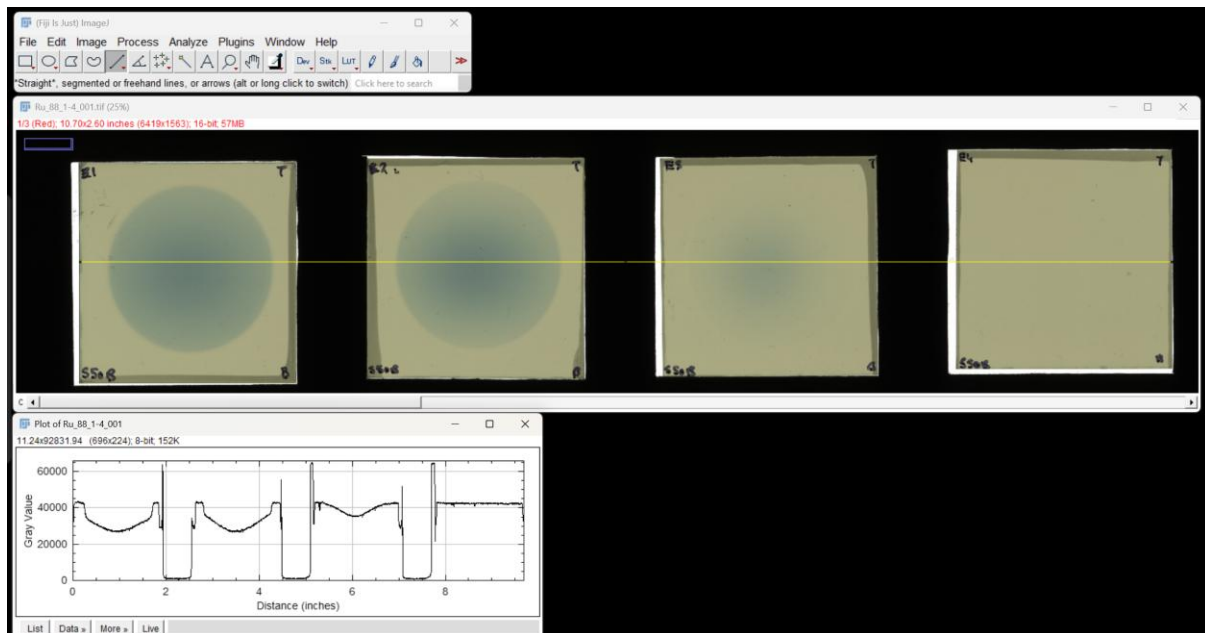 (Fiji Is Just) ImageJ
File Edit Image Process Analyze Plugins Window Help
Dev Stk LUT
*Straight*, segmented or freehand lines, or arrows (alt or long click to switch) Click here to search
Ru_88_1-4_001.tif (25%)
1/3 (Red); 10.70x2.60 inches (6419x1563); 16-bit; 57MB
E1 T E2 T E3 T E4 T
B
C
Plot of Ru_88_1-4_001
11.24x92831.94 (696x224); 8-bit; 152K
60000
40000
20000
0
Gray Value
0 2 4 6 8
Distance (inches)
List Data » More » Live